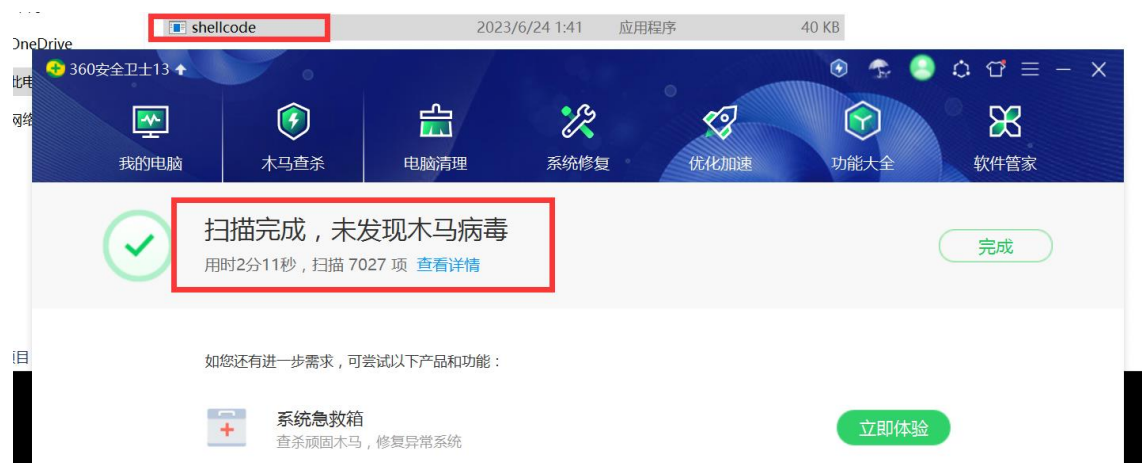 shellcode 2023/6/24 1:41 应用程序 40 KB
OneDrive
360安全卫士13
此电
网络
我的电脑 木马查杀 电脑清理 系统修复 优化加速 功能大全 软件管家
扫描完成，未发现木马病毒
用时2分11秒，扫描 7027 项 查看详情
完成
如您还有进一步需求，可尝试以下产品和功能：
系统急救箱
查杀顽固木马，修复异常系统
立即体验